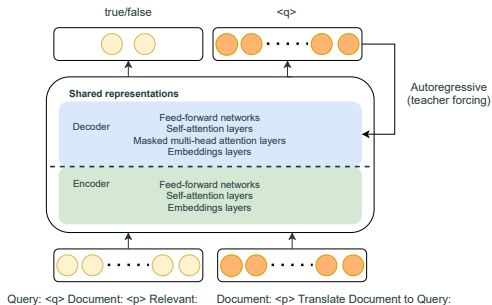 true/false
<q>
Shared representations
Autoregressive
(teacher forcing)
Decoder
Feed-forward networks
Self-attention layers
Masked multi-head attention layers
Embeddings layers
Encoder
Feed-forward networks
Self-attention layers
Embeddings layers
Query: <q> Document: <p> Relevant:
Document: <p> Translate Document to Query: